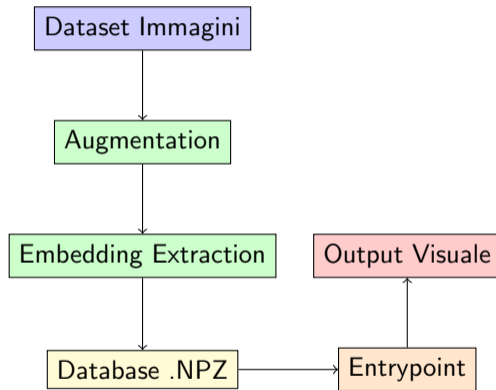 Dataset Immagini
Augmentation
Embedding Extraction
Output Visuale
Database .NPZ
Entrypoint